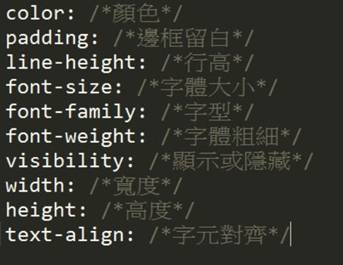 color: /*顏色*/
padding: /*邊框留白*/
line-height: /*行高*/
font-size: /*字體大小*/
font-family: /*字型*/
font-weight: /*字體粗細*/
visibility: /*顯示或隱藏*/
width: /*寬度*/
height: /*高度*/
text-align: /*字元對齊*/